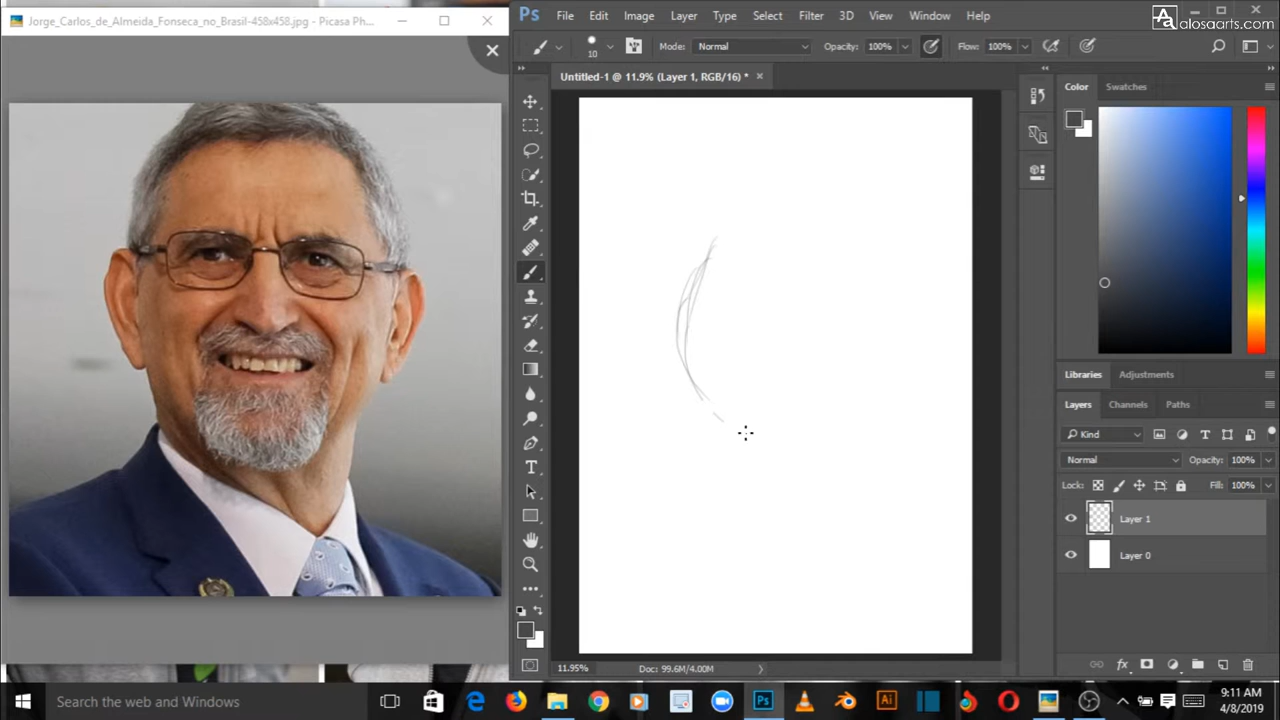 Jorge_Carlos_de_Almeida_Fonseca_no_Brasil-458x458.jpg - Picasa Ph...
Ps File Edit Image Layer Type Select Filter 3D View Window Help
alosaarts.com
10 Mode: Normal Opacity: 100% Flow: 100%
Untitled-1 @ 11.9% (Layer 1, RGB/16) *
Color Swatches
Libraries Adjustments
Layers Channels Paths
Kind
Normal Opacity: 100%
Lock: Fill: 100%
Layer 1
Layer 0
11.95% Doc: 99.6M/4.00M
Search the web and Windows
Ps
Ai
9:11 AM
4/8/2019